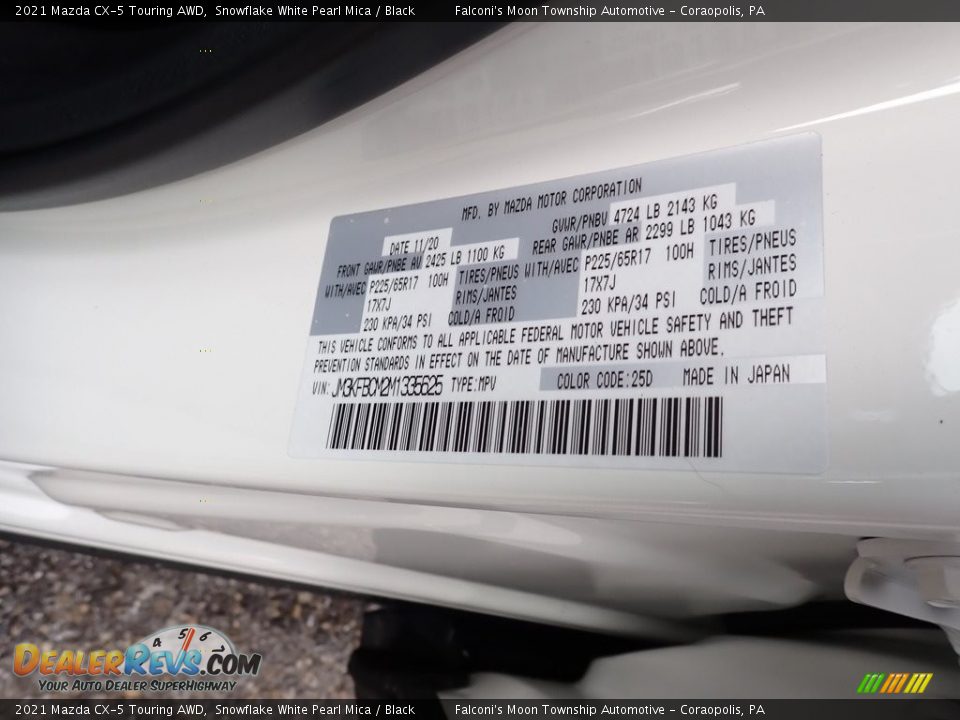 2021 Mazda CX-5 Touring AWD, Snowflake White Pearl Mica / Black Falconi's Moon Township Automotive - Coraopolis, PA
MFD. BY MAZDA MOTOR CORPORATION
DATE 11/20 GVWR/PNBV 4724 LB 2143 KG
FRONT GAWR/PNBE AV 2425 LB 1100 KG REAR GAWR/PNBE AR 2299 LB 1043 KG
WITH/AVEC P225/65R17 100H TIRES/PNEUS WITH/AVEC P225/65R17 100H TIRES/PNEUS
17X7J RIMS/JANTES 17X7J RIMS/JANTES
230 KPA/34 PSI COLD/A FROID 230 KPA/34 PSI COLD/A FROID
THIS VEHICLE CONFORMS TO ALL APPLICABLE FEDERAL MOTOR VEHICLE SAFETY AND THEFT
PREVENTION STANDARDS IN EFFECT ON THE DATE OF MANUFACTURE SHOWN ABOVE.
VIN: JM3KFBCM2M1335625 TYPE:MPV COLOR CODE:25D MADE IN JAPAN
4 5 6
DEALERREVS.COM
YOUR AUTO DEALER SUPERHIGHWAY
2021 Mazda CX-5 Touring AWD, Snowflake White Pearl Mica / Black Falconi's Moon Township Automotive - Coraopolis, PA